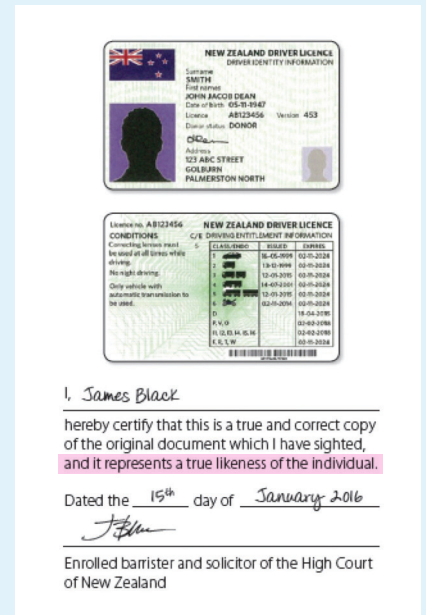 NEW ZEALAND DRIVER LICENCE
DRIVER IDENTITY INFORMATION
Surname
SMITH
First names
JOHN JACOB DEAN
Date of birth 05-11-1947
Licence AB123456 Version 453
Donor status DONOR
Address
123 ABC STREET
GOLBURN
PALMERSTON NORTH
Licence no. AB123456 NEW ZEALAND DRIVER LICENCE
CONDITIONS C/E DRIVING ENTITLEMENT INFORMATION
Correcting lenses must be used at all times while driving.
No night driving.
Only vehicle with automatic transmission to be used.
CLASS/ENDO ISSUED EXPIRES
1 16-05-1999 02-11-2024
2 13-12-1999 02-11-2024
3 12-01-2015 02-11-2024
4 14-07-2001 02-11-2024
5 12-01-2015 02-11-2024
6 02-11-2014 02-11-2024
D 18-04-2018
P, V, O 02-02-2018
02-02-2018
F, R, T, W 02-11-2024
I, James Black
hereby certify that this is a true and correct copy
of the original document which I have sighted,
and it represents a true likeness of the individual.
Dated the 15th day of January 2016
Enrolled barrister and solicitor of the High Court
of New Zealand